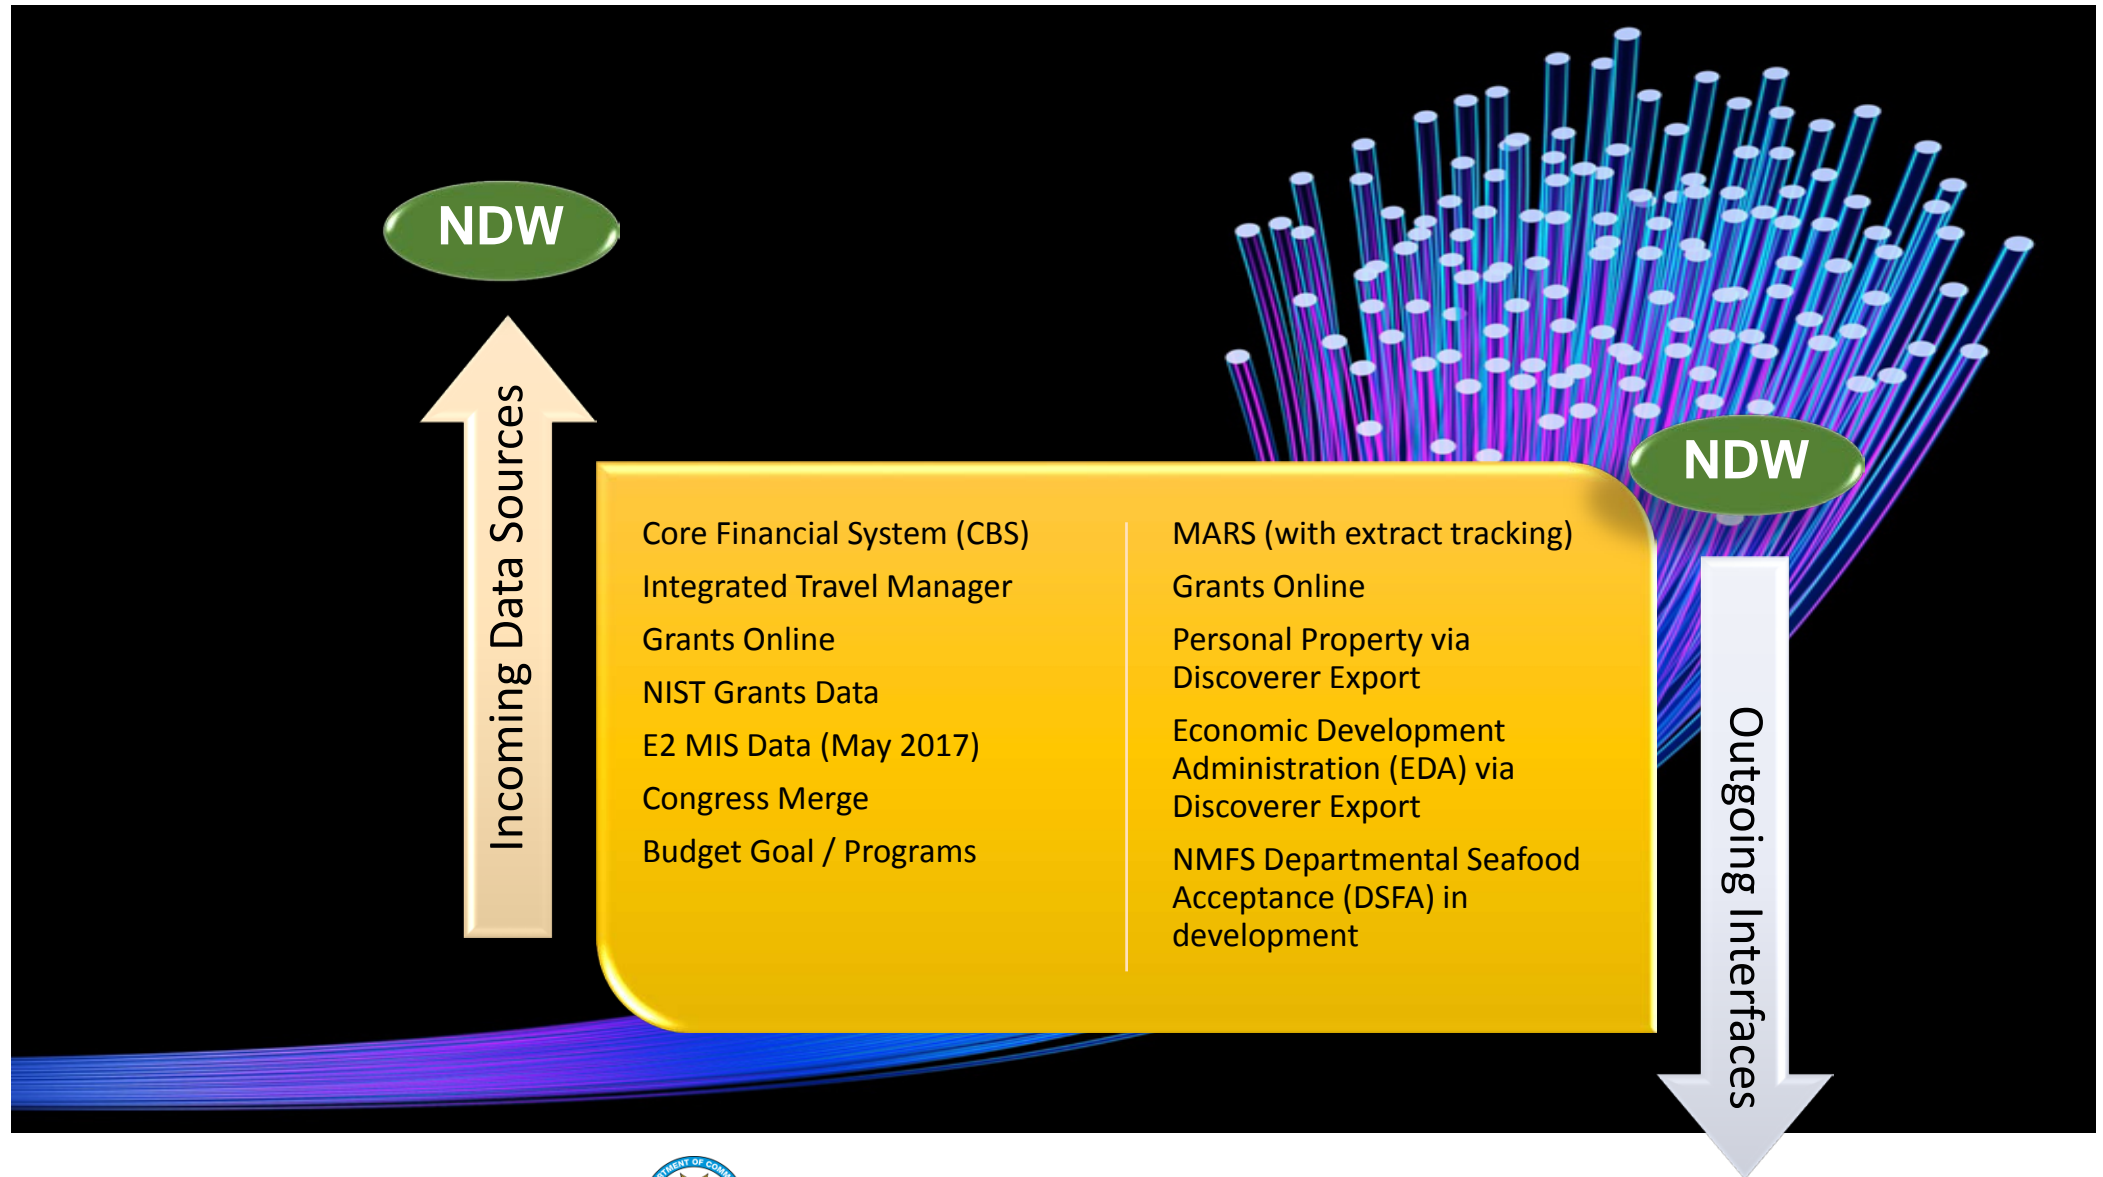 NDW
Incoming Data Sources
Core Financial System (CBS)
Integrated Travel Manager
Grants Online
NIST Grants Data
E2 MIS Data (May 2017)
Congress Merge
Budget Goal / Programs
MARS (with extract tracking)
Grants Online
Personal Property via
Discoverer Export
Economic Development
Administration (EDA) via
Discoverer Export
NMFS Departmental Seafood
Acceptance (DSFA) in
development
NDW
Outgoing Interfaces
OF